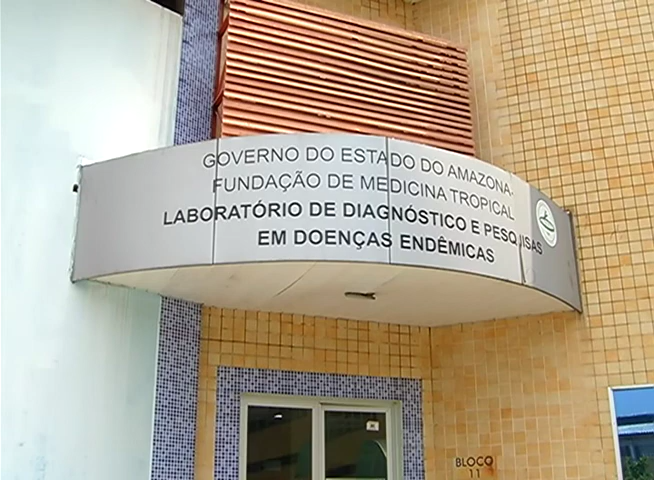 GOVERNO DO ESTADO DO AMAZONA
FUNDAÇÃO DE MEDICINA TROPICAL
LABORATÓRIO DE DIAGNÓSTICO E PESQUISAS
EM DOENÇAS ENDÊMICAS
BLOCO
11